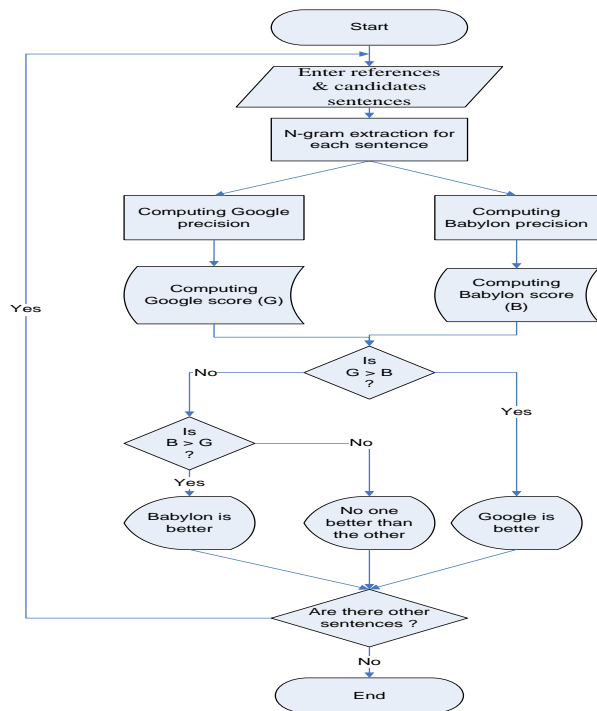 Start
Enter references
& candidates
sentences
N-gram extraction for
each sentence
Computing Google
precision
Computing
Babylon precision
Computing
Google score (G)
Computing
Babylon score
(B)
Yes
Is
G > B
?
No
Yes
Is
B > G
?
No
Yes
Babylon is
better
No one
better than
the other
Google is
better
Are there other
sentences ?
No
End